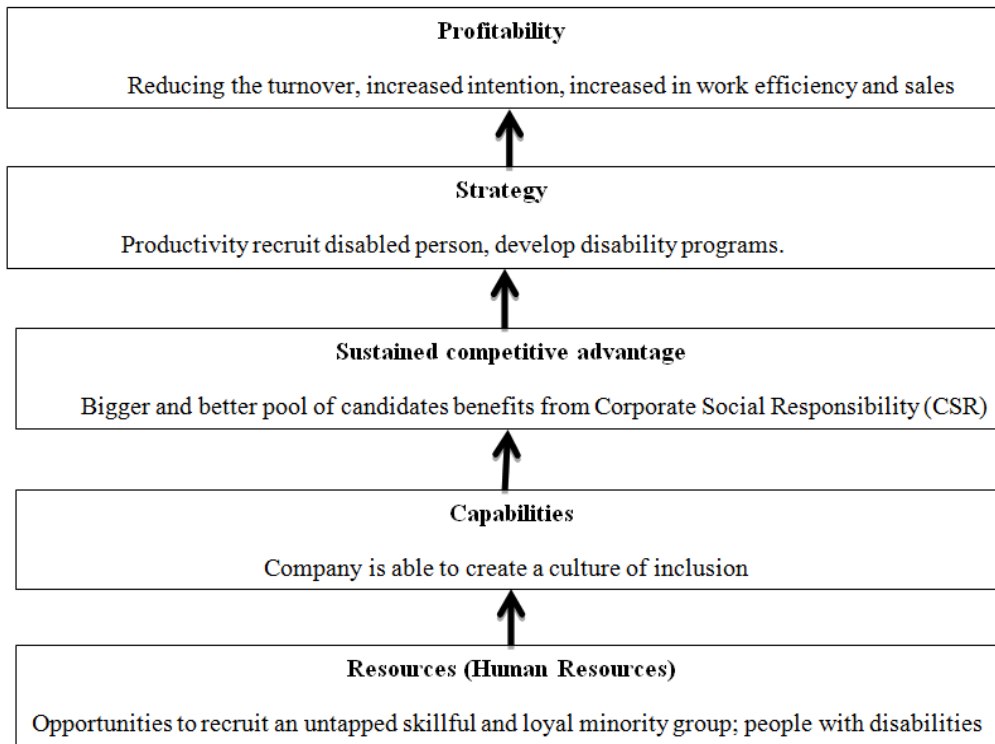 Profitability
Reducing the turnover, increased intention, increased in work efficiency and sales
Strategy
Productivity recruit disabled person, develop disability programs.
Sustained competitive advantage
Bigger and better pool of candidates benefits from Corporate Social Responsibility (CSR)
Capabilities
Company is able to create a culture of inclusion
Resources (Human Resources)
Opportunities to recruit an untapped skillful and loyal minority group; people with disabilities